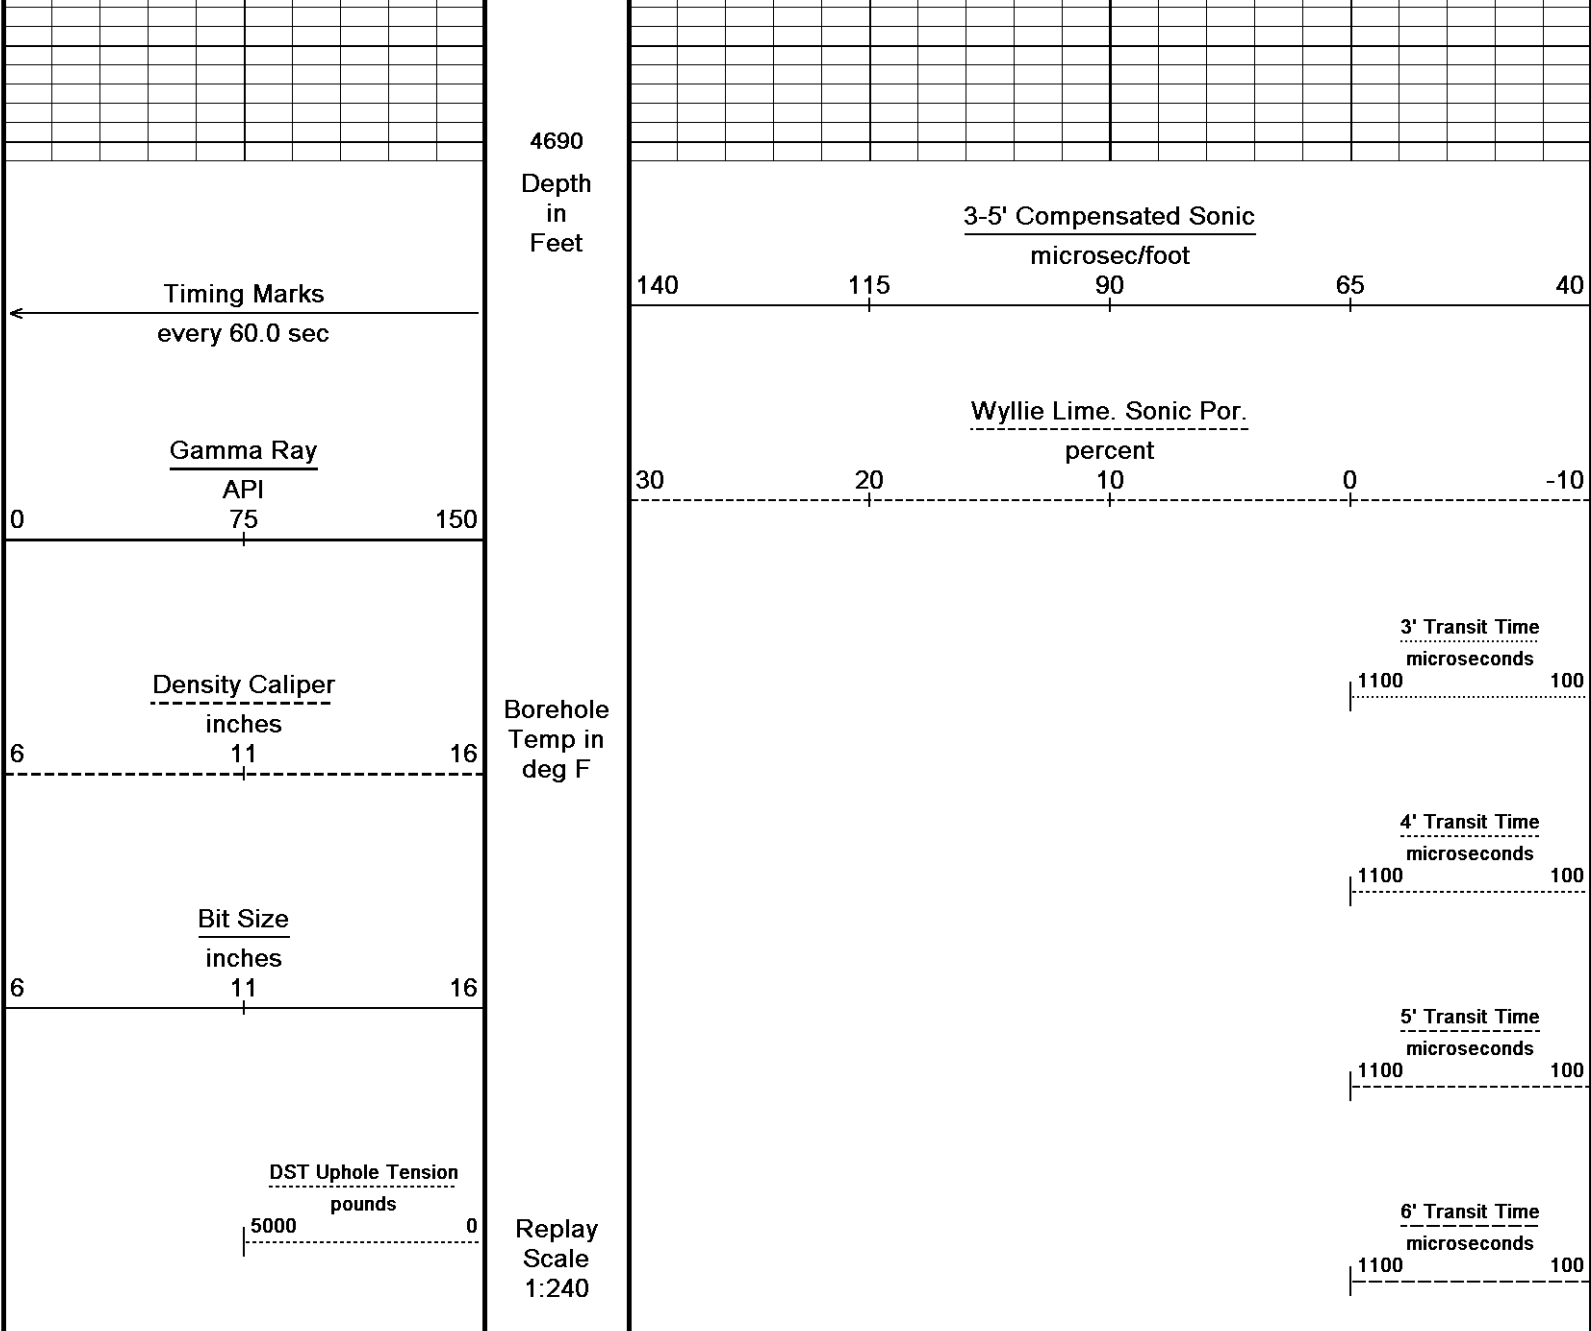 4690
Depth
in
Feet
Timing Marks
every 60.0 sec
Gamma Ray
API
0 75 150
Density Caliper
inches
6 11 16
Bit Size
inches
6 11 16
DST Uphole Tension
pounds
5000 0
Borehole
Temp in
deg F
Replay
Scale
1:240
3-5' Compensated Sonic
microsec/foot
140 115 90 65 40
Wyllie Lime. Sonic Por.
percent
30 20 10 0 -10
3' Transit Time
microseconds
1100 100
4' Transit Time
microseconds
1100 100
5' Transit Time
microseconds
1100 100
6' Transit Time
microseconds
1100 100